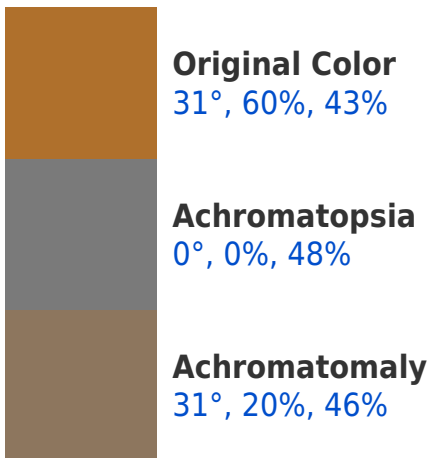 Original Color
31°, 60%, 43%
Achromatopsia
0°, 0%, 48%
Achromatomaly
31°, 20%, 46%